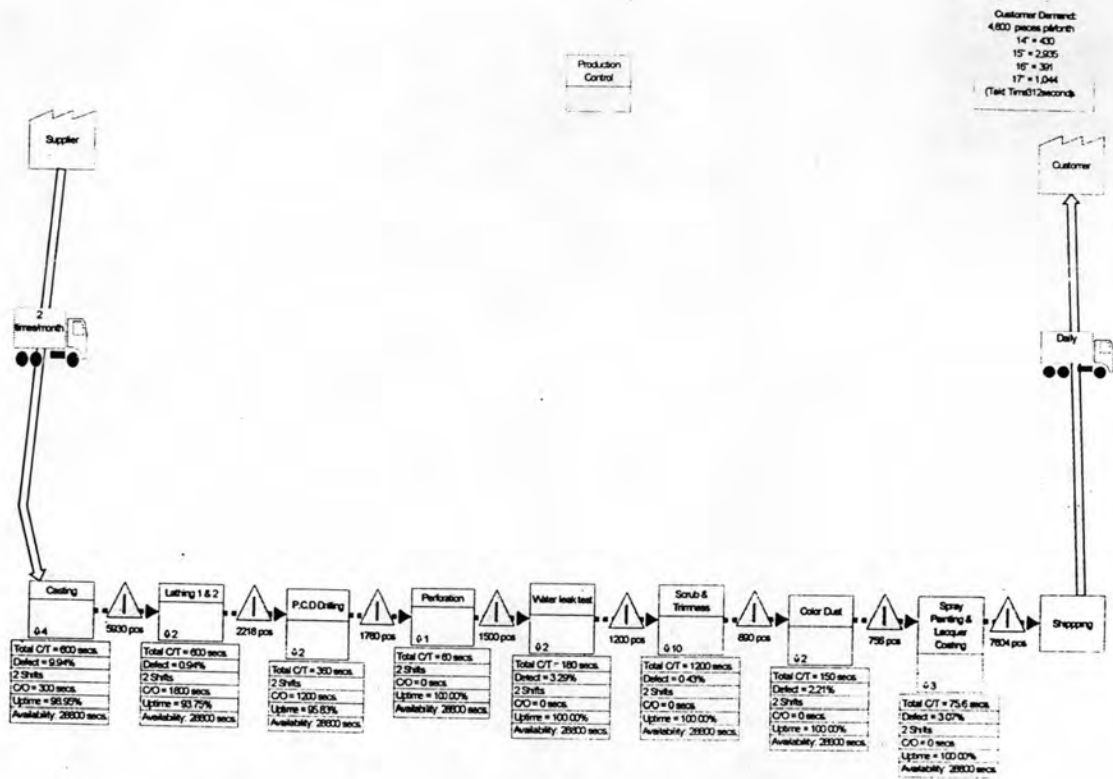 Customer Demand:
4,800 pieces p/month
14" = 430
15" = 2,935
16" = 391
17" = 1,044
(Takt Time312seconds
Production
Control
Supplier
Customer
2
times/month
Daily
Casting
4
Total C/T = 600 secs.
Defect = 9.94%
2 Shifts
C/O = 300 secs.
Uptime = 98.95%
Availability: 28800 secs.
5930 pcs
Lathing 1 & 2
2
Total C/T = 600 secs.
Defect = 0.94%
2 Shifts
C/O = 1800 secs.
Uptime = 93.75%
Availability: 28800 secs.
2218 pcs
P.C.D Drilling
2
Total C/T = 360 secs.
2 Shifts
C/O = 1200 secs.
Uptime = 95.83%
Availability: 28800 secs.
1760 pcs
Perforation
1
Total C/T = 60 secs.
2 Shifts
C/O = 0 secs.
Uptime = 100.00%
Availability: 28800 secs.
1500 pcs
Water leak test
2
Total C/T = 180 secs.
Defect = 3.29%
2 Shifts
C/O = 0 secs.
Uptime = 100.00%
Availability: 28800 secs.
1200 pcs
Scrub &
Trimness
10
Total C/T = 1200 secs.
Defect = 0.43%
2 Shifts
C/O = 0 secs.
Uptime = 100.00%
Availability: 28800 secs.
890 pcs
Color Dust
2
Total C/T = 150 secs.
Defect = 2.21%
2 Shifts
C/O = 0 secs.
Uptime = 100.00%
Availability: 28800 secs.
756 pcs
Spray
Painting &
Lacquer
Coating
3
Total C/T = 75.6 secs.
Defect = 3.07%
2 Shifts
C/O = 0 secs.
Uptime = 100.00%
Availability: 28800 secs.
7604 pcs
Shippping